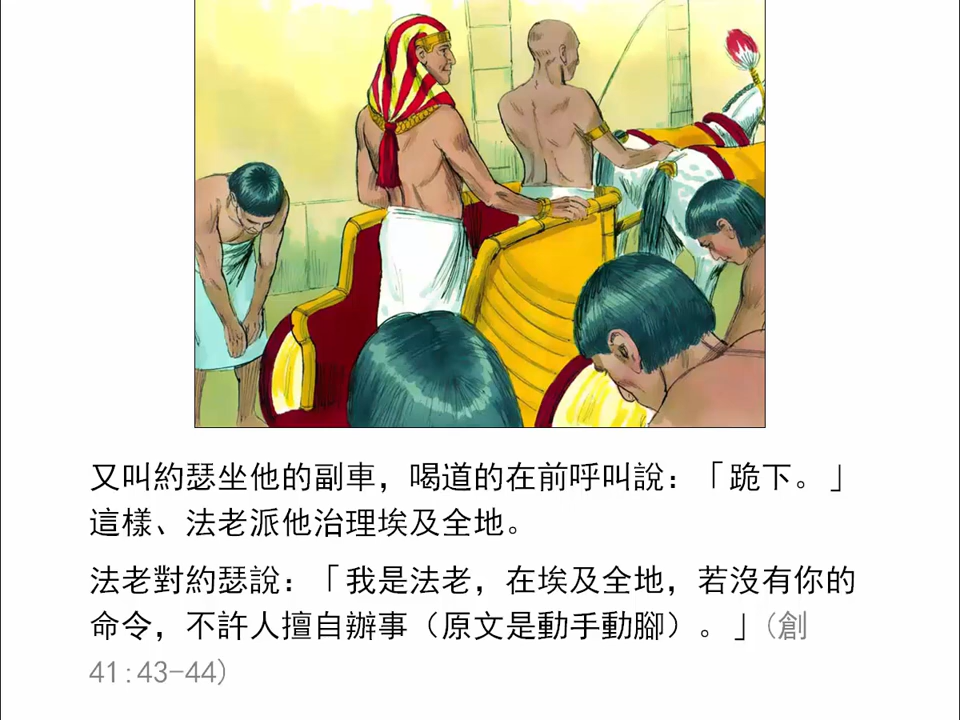 又叫約瑟坐他的副車，喝道的在前呼叫說：「跪下。」
這樣、法老派他治理埃及全地。
法老對約瑟說：「我是法老，在埃及全地，若沒有你的
命令，不許人擅自辦事（原文是動手動腳）。」(創
41:43-44)